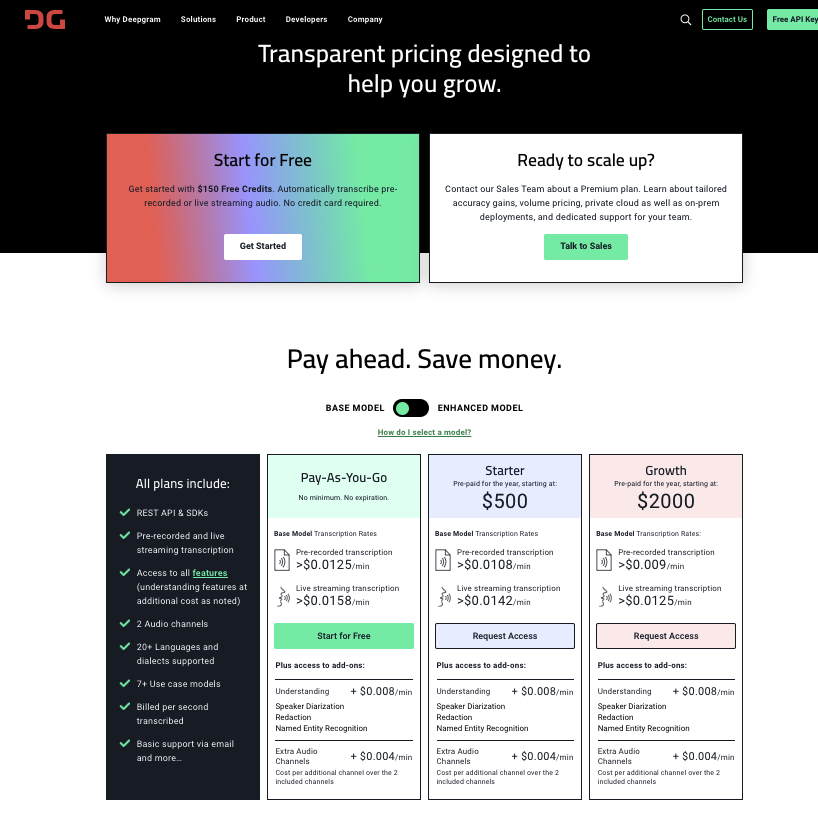 DG
Why Deepgram
Solutions
Product
Developers
Company
Contact Us
Free API Key
Transparent pricing designed to
help you grow.
Start for Free
Get started with $150 Free Credits. Automatically transcribe pre-
recorded or live streaming audio. No credit card required.
Get Started
Ready to scale up?
Contact our Sales Team about a Premium plan. Learn about tailored
accuracy gains, volume pricing, private cloud as well as on-prem
deployments, and dedicated support for your team.
Talk to Sales
Pay ahead. Save money.
BASE MODEL
ENHANCED MODEL
How do I select a model?
All plans include:
REST API & SDKs
Pre-recorded and live
streaming transcription
Access to all features
(understanding features at
additional cost as noted)
2 Audio channels
20+ Languages and
dialects supported
7+ Use case models
Billed per second
transcribed
Basic support via email
and more…
Pay-As-You-Go
No minimum. No expiration.
Base Model Transcription Rates
Pre-recorded transcription
>$0.0125/min
Live streaming transcription
>$0.0158/min
Start for Free
Plus access to add-ons:
Understanding + $0.008/min
Speaker Diarization
Redaction
Named Entity Recognition
Extra Audio
Channels + $0.004/min
Cost per additional channel over the 2
included channels
Starter
Pre-paid for the year, starting at:
$500
Base Model Transcription Rates
Pre-recorded transcription
>$0.0108/min
Live streaming transcription
>$0.0142/min
Request Access
Plus access to add-ons:
Understanding + $0.008/min
Speaker Diarization
Redaction
Named Entity Recognition
Extra Audio
Channels + $0.004/min
Cost per additional channel over the 2
included channels
Growth
Pre-paid for the year, starting at:
$2000
Base Model Transcription Rates:
Pre-recorded transcription
>$0.009/min
Live streaming transcription
>$0.0125/min
Request Access
Plus access to add-ons:
Understanding + $0.008/min
Speaker Diarization
Redaction
Named Entity Recognition
Extra Audio
Channels + $0.004/min
Cost per additional channel over the 2
included channels